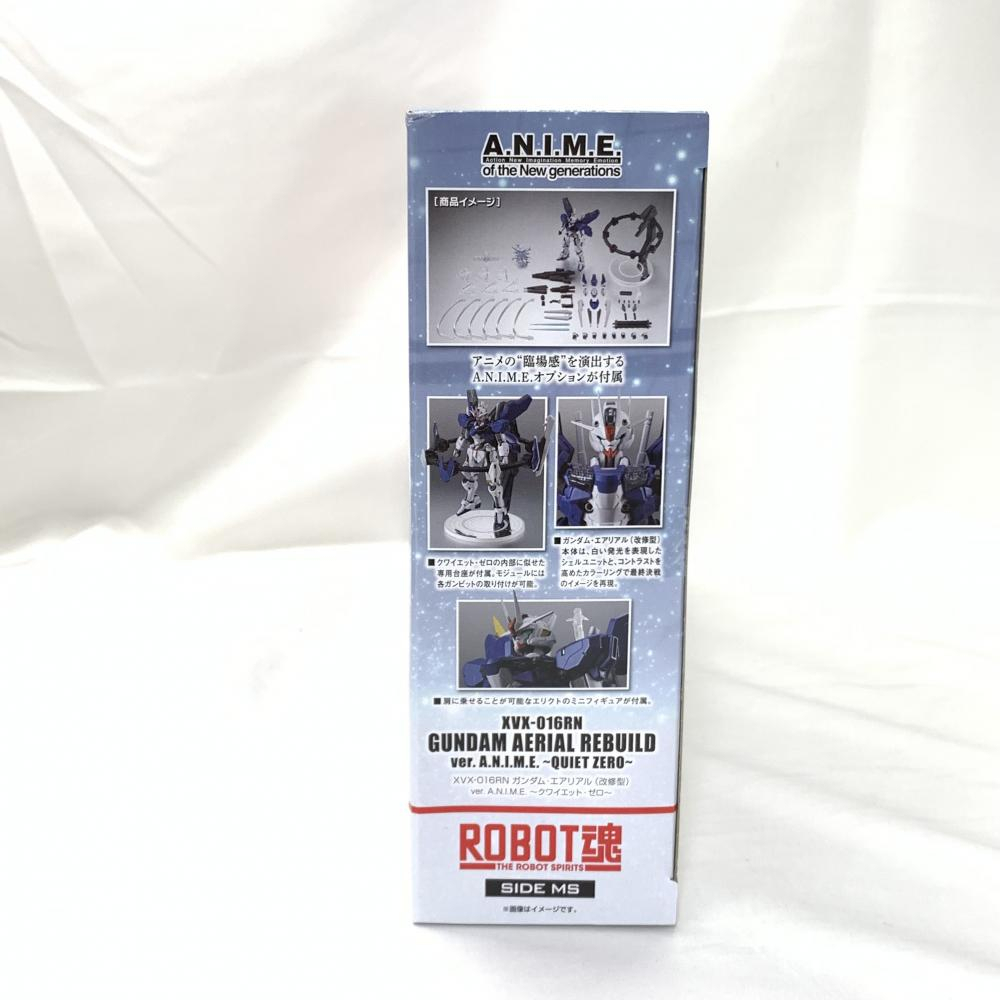 A.N.I.M.E.
Action New Imagination Memory Emotion
of the New generations
［商品イメージ］
アニメの“臨場感”を演出する
A.N.I.M.E.オプションが付属
■クワイエット・ゼロの内部に似せた
専用台座が付属。モジュールには
各ガンビットの取り付けが可能。
■ガンダム・エアリアル（改修型）
本体は、白い発光を表現した
シェルユニットと、コントラストを
高めたカラーリングで最終決戦
のイメージを再現。
■肩に乗せることが可能なエリクトのミニフィギュアが付属。
XVX-016RN
GUNDAM AERIAL REBUILD
ver. A.N.I.M.E. ~QUIET ZERO~
XVX-016RN ガンダム・エアリアル（改修型）
ver. A.N.I.M.E. ～クワイエット・ゼロ～
ROBOT魂
THE ROBOT SPIRITS
SIDE MS
※画像はイメージです。